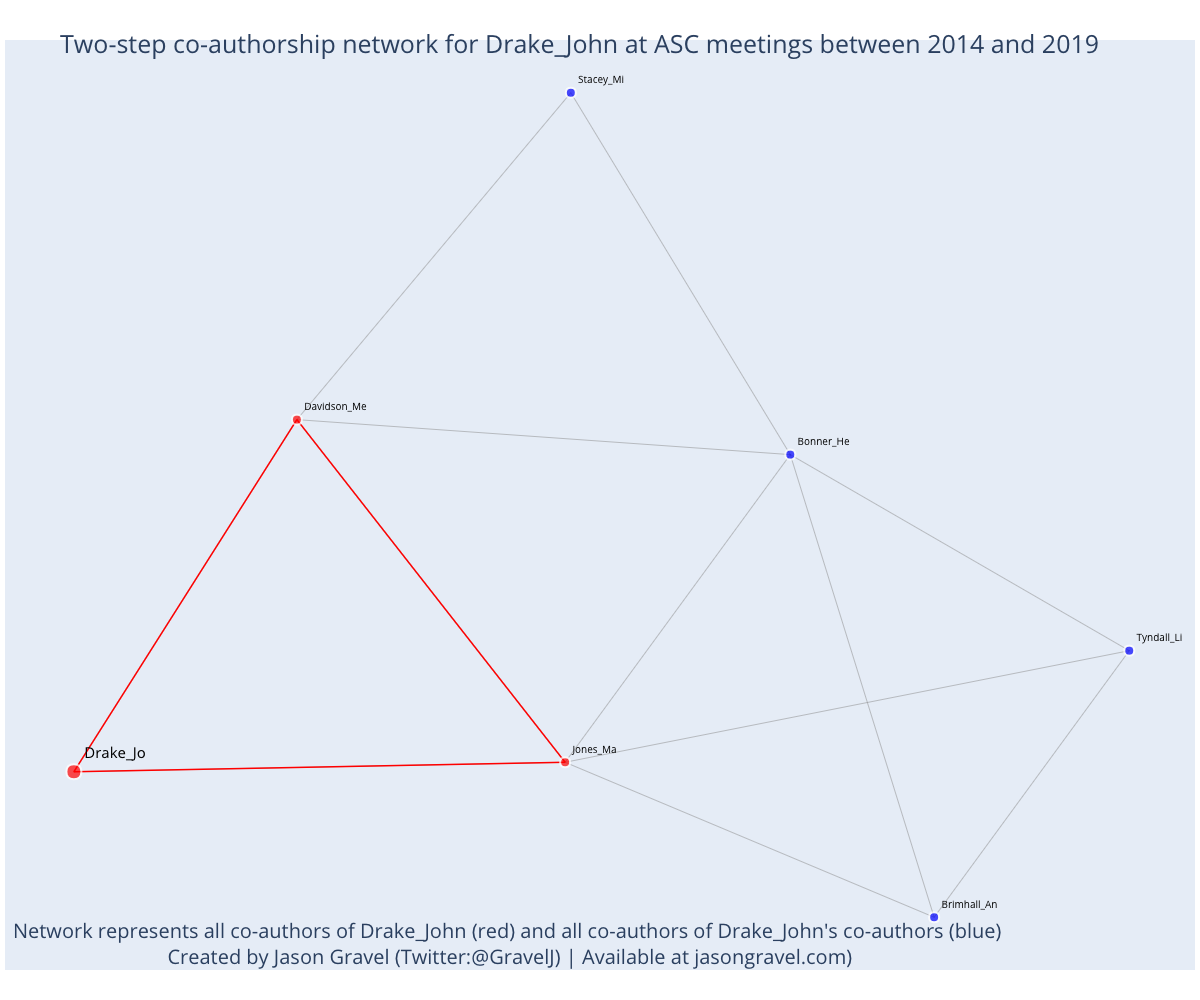 Two-step co-authorship network for Drake_John at ASC meetings between 2014 and 2019
Stacey_Mi
Davidson_Me
Bonner_He
Tyndall_Li
Drake_Jo
Jones_Ma
Brimhall_An
Network represents all co-authors of Drake_John (red) and all co-authors of Drake_John's co-authors (blue)
Created by Jason Gravel (Twitter:@GravelJ) | Available at jasongravel.com)